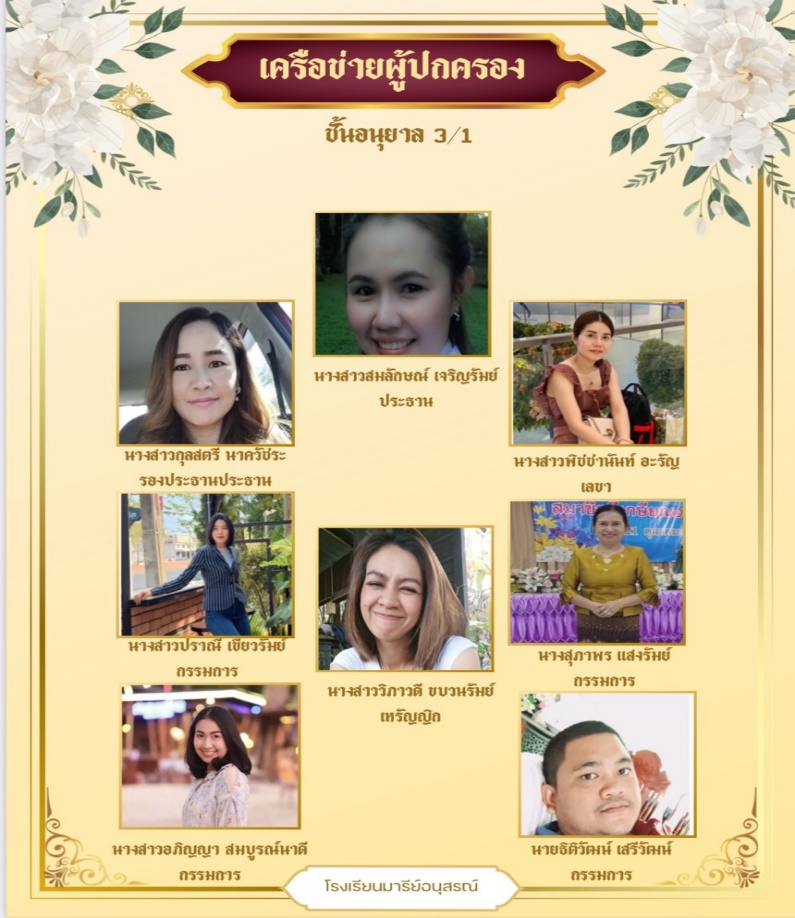 เครือข่ายผู้ปกครอง
ชั้นอนุบาล 3/1
นางสาวสมลักษณ์ เจริญรัมย์
ประธาน
นางสาวกุลสตรี นาควัชระ
รองประธานประธาน
นางสาวพิชชานันท์ อะรัญ
เลขา
นางสาวปราณี เขียวรัมย์
กรรมการ
นางสาววิภาวดี ขบวนรัมย์
เหรัญญิก
นางสุภาพร แสงรัมย์
กรรมการ
นางสาวอภิญญา สมบูรณ์นาดี
กรรมการ
นายธิติวัฒน์ เสรีวัฒน์
กรรมการ
โรงเรียนมารีย์อนุสรณ์